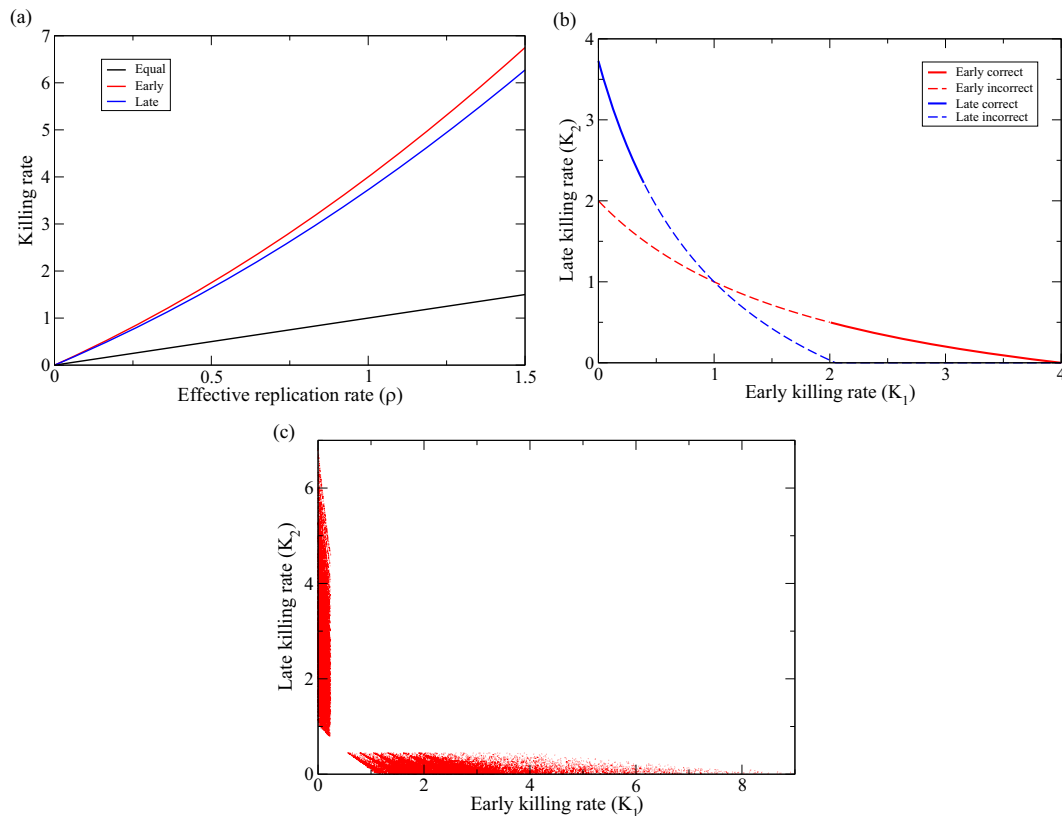 (a)
7
6
5
4
3
2
1
0
Killing rate
Equal
Early
Late
0
0.5
1
1.5
Effective replication rate (ρ)
(b)
4
3
2
1
0
Late killing rate (K₂)
Early correct
Early incorrect
Late correct
Late incorrect
0
1
2
3
4
Early killing rate (K₁)
(c)
6
4
2
0
Late killing rate (K₂)
0
2
4
6
8
Early killing rate (K₁)